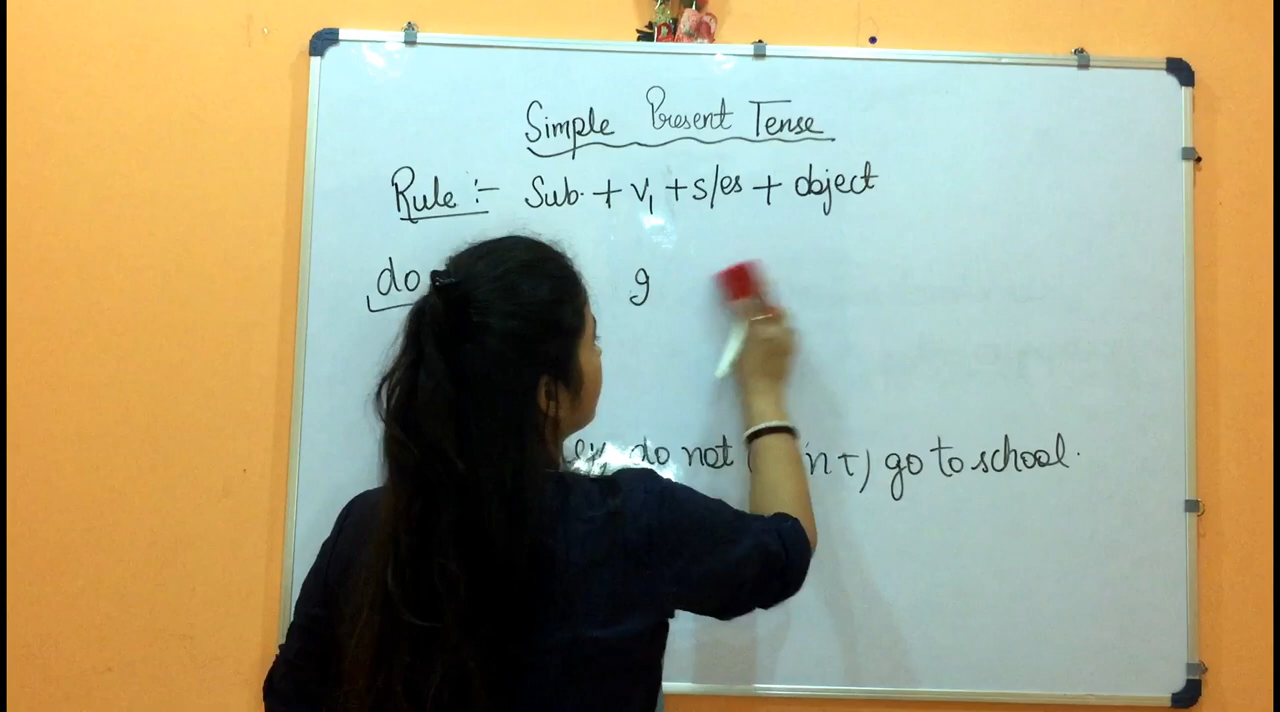 Simple Present Tense
Rule :- Sub. + V1 + s/es + object
do
do not go to school.